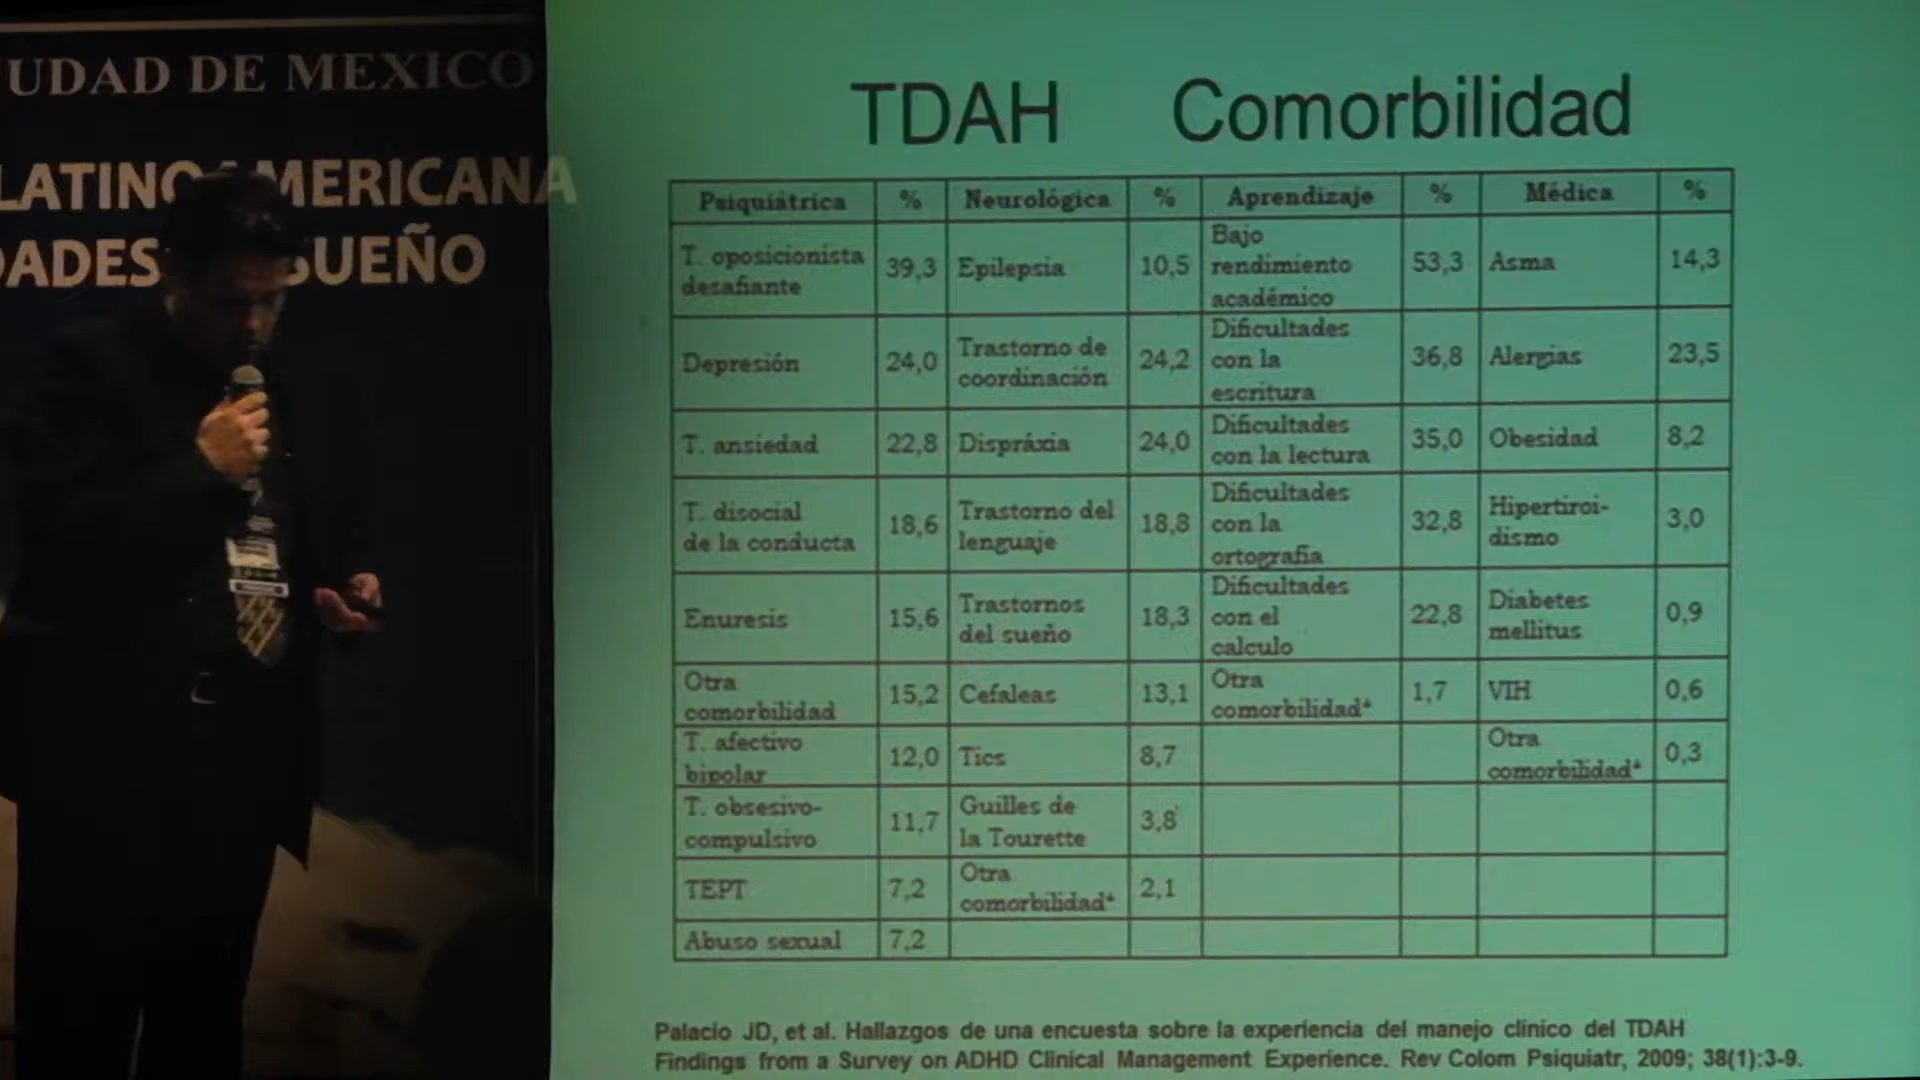 UDAD DE MEXICO
LATINOAMERICANA
DADES SUEÑO
TDAH Comorbilidad
Psiquiátrica % Neurológica % Aprendizaje % Médica %
T. oposicionista desafiante 39,3 Epilepsia 10,5 Bajo rendimiento académico 53,3 Asma 14,3
Depresión 24,0 Trastorno de coordinación 24,2 Dificultades con la escritura 36,8 Alergias 23,5
T. ansiedad 22,8 Dispráxia 24,0 Dificultades con la lectura 35,0 Obesidad 8,2
T. disocial de la conducta 18,6 Trastorno del lenguaje 18,8 Dificultades con la ortografía 32,8 Hipertiroi-dismo 3,0
Enuresis 15,6 Trastornos del sueño 18,3 Dificultades con el calculo 22,8 Diabetes mellitus 0,9
Otra comorbilidad 15,2 Cefaleas 13,1 Otra comorbilidad* 1,7 VIH 0,6
T. afectivo bipolar 12,0 Tics 8,7 Otra comorbilidad* 0,3
T. obsesivo-compulsivo 11,7 Guilles de la Tourette 3,8
TEPT 7,2 Otra comorbilidad* 2,1
Abuso sexual 7,2
Palacio JD, et al. Hallazgos de una encuesta sobre la experiencia del manejo clínico del TDAH
Findings from a Survey on ADHD Clinical Management Experience. Rev Colom Psiquiatr, 2009; 38(1):3-9.